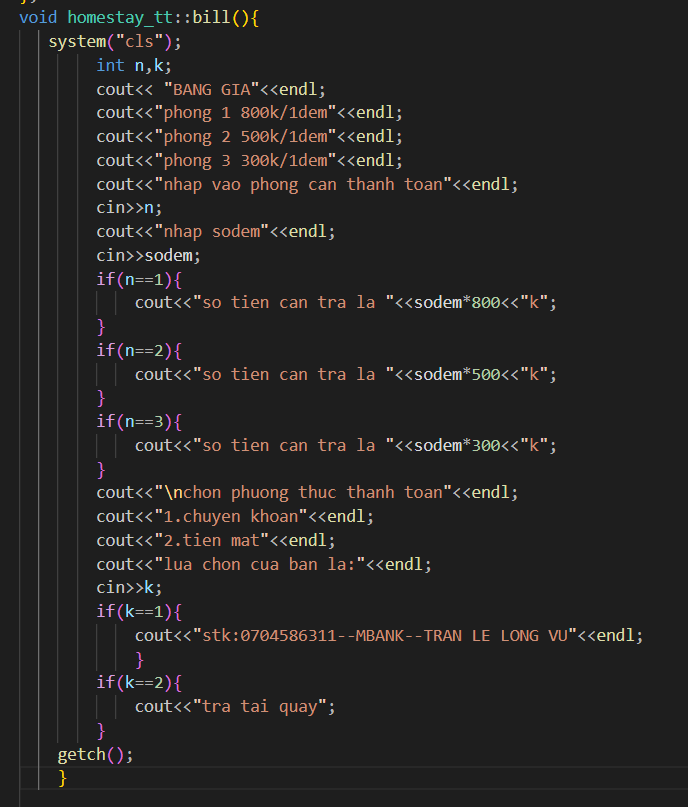 void homestay_tt::bill(){
system("cls");
int n,k;
cout<< "BANG GIA"<<endl;
cout<<"phong 1 800k/1dem"<<endl;
cout<<"phong 2 500k/1dem"<<endl;
cout<<"phong 3 300k/1dem"<<endl;
cout<<"nhap vao phong can thanh toan"<<endl;
cin>>n;
cout<<"nhap sodem"<<endl;
cin>>sodem;
if(n==1){
cout<<"so tien can tra la "<<sodem*800<<"k";
}
if(n==2){
cout<<"so tien can tra la "<<sodem*500<<"k";
}
if(n==3){
cout<<"so tien can tra la "<<sodem*300<<"k";
}
cout<<"\nchon phuong thuc thanh toan"<<endl;
cout<<"1.chuyen khoan"<<endl;
cout<<"2.tien mat"<<endl;
cout<<"lua chon cua ban la:"<<endl;
cin>>k;
if(k==1){
cout<<"stk:0704586311--MBANK--TRAN LE LONG VU"<<endl;
}
if(k==2){
cout<<"tra tai quay";
}
getch();
}